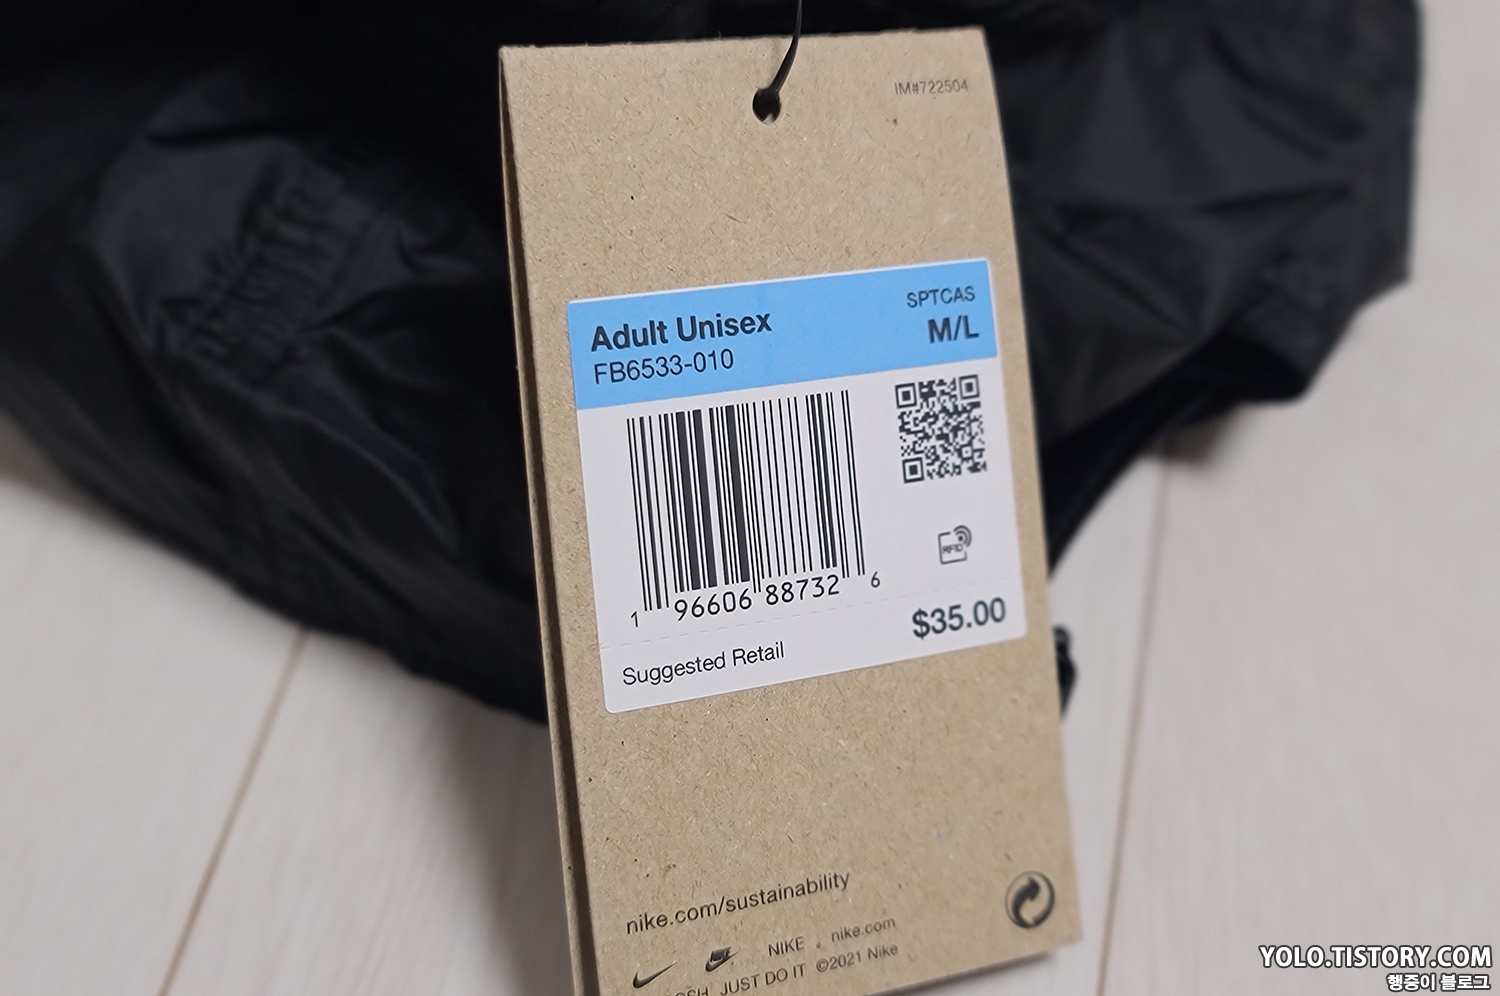 IM#722504
Adult Unisex
SPTCAS
FB6533-010
M/L
RFID
1 96606 88732 6
$35.00
Suggested Retail
nike.com/sustainability
NIKE . nike.com
JUST DO IT ©2021 Nike
YOLO.TISTORY.COM
행중이 블로그